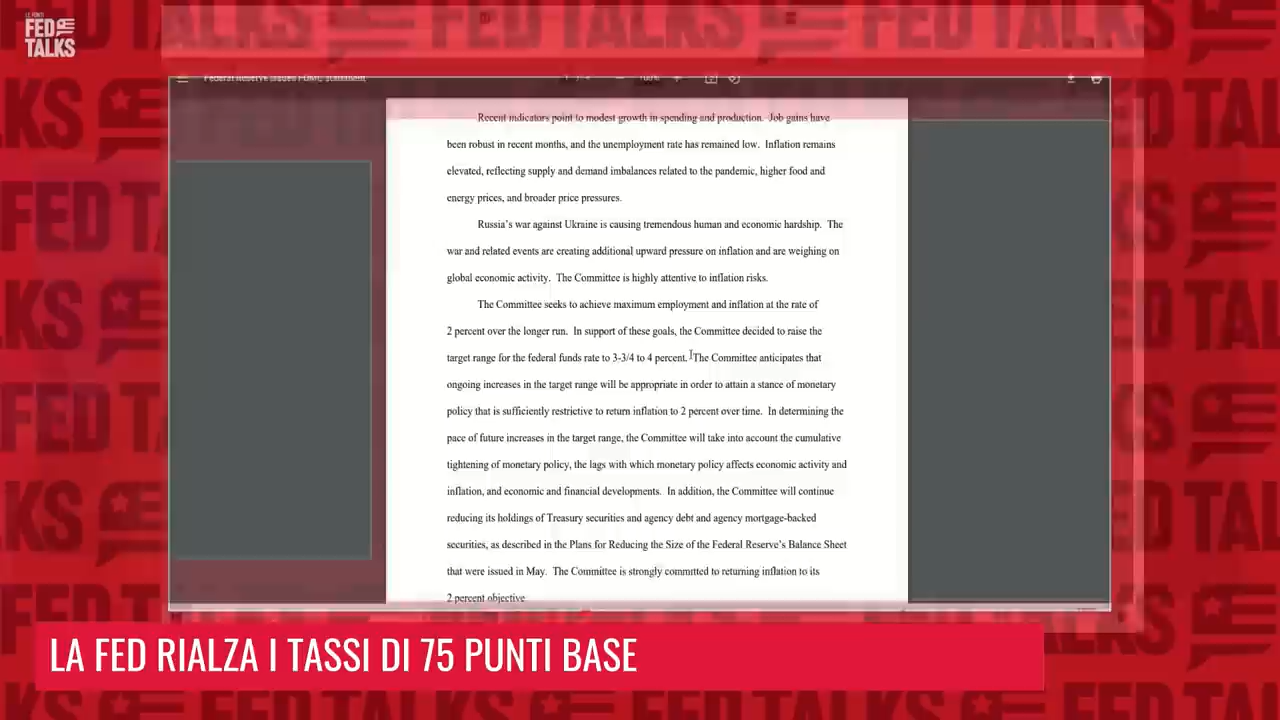 LE FONTI
FED
TALKS
Federal Reserve issues FOMC statement
100%
Recent indicators point to modest growth in spending and production. Job gains have
been robust in recent months, and the unemployment rate has remained low. Inflation remains
elevated, reflecting supply and demand imbalances related to the pandemic, higher food and
energy prices, and broader price pressures.
Russia’s war against Ukraine is causing tremendous human and economic hardship. The
war and related events are creating additional upward pressure on inflation and are weighing on
global economic activity. The Committee is highly attentive to inflation risks.
The Committee seeks to achieve maximum employment and inflation at the rate of
2 percent over the longer run. In support of these goals, the Committee decided to raise the
target range for the federal funds rate to 3-3/4 to 4 percent. The Committee anticipates that
ongoing increases in the target range will be appropriate in order to attain a stance of monetary
policy that is sufficiently restrictive to return inflation to 2 percent over time. In determining the
pace of future increases in the target range, the Committee will take into account the cumulative
tightening of monetary policy, the lags with which monetary policy affects economic activity and
inflation, and economic and financial developments. In addition, the Committee will continue
reducing its holdings of Treasury securities and agency debt and agency mortgage-backed
securities, as described in the Plans for Reducing the Size of the Federal Reserve’s Balance Sheet
that were issued in May. The Committee is strongly committed to returning inflation to its
2 percent objective
LA FED RIALZA I TASSI DI 75 PUNTI BASE